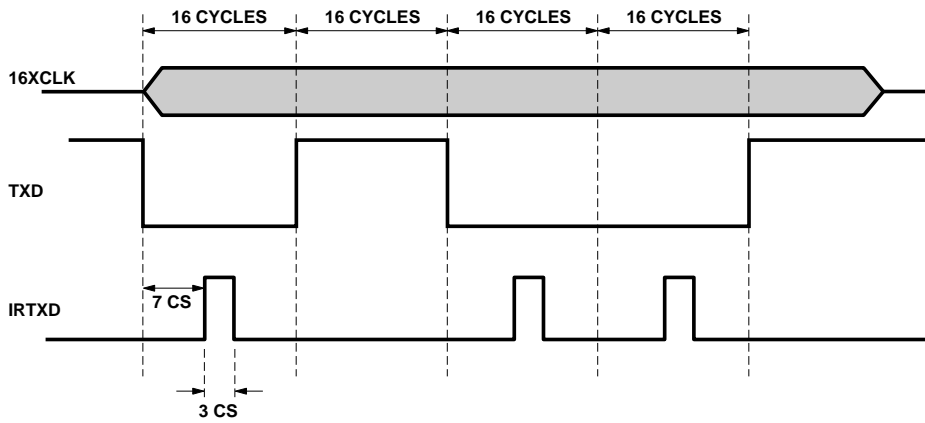 16 CYCLES 16 CYCLES 16 CYCLES 16 CYCLES
16XCLK
TXD
7 CS
IRTXD
3 CS